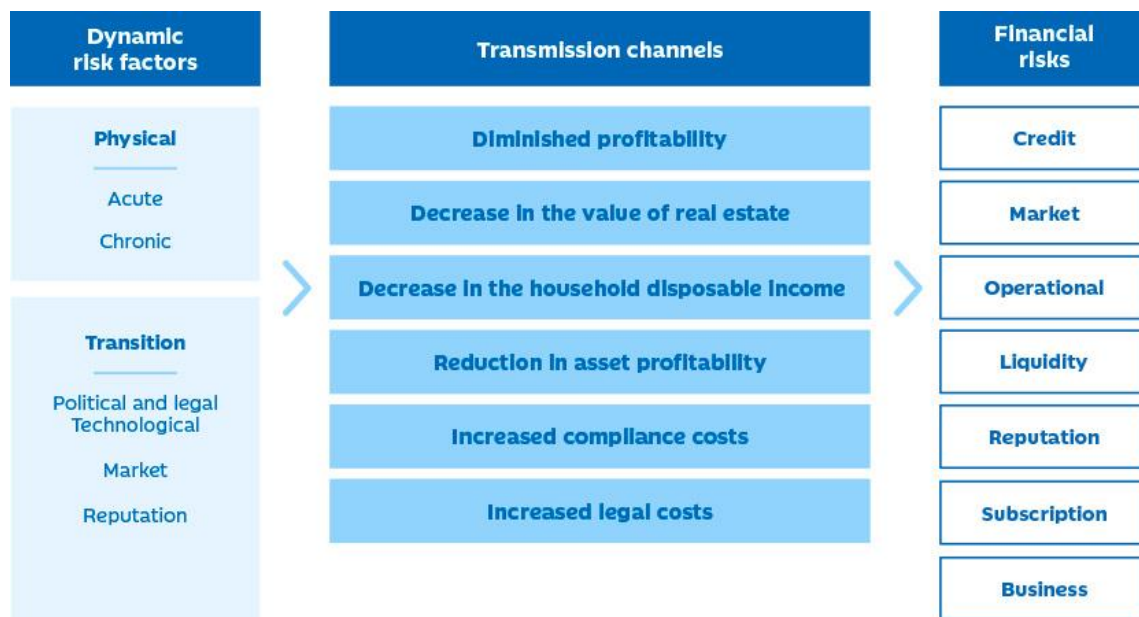 Dynamic
risk factors
Physical
Acute
Chronic
Transition
Political and legal
Technological
Market
Reputation
Transmission channels
Diminished profitability
Decrease in the value of real estate
Decrease in the household disposable income
Reduction in asset profitability
Increased compliance costs
Increased legal costs
Financial
risks
Credit
Market
Operational
Liquidity
Reputation
Subscription
Business